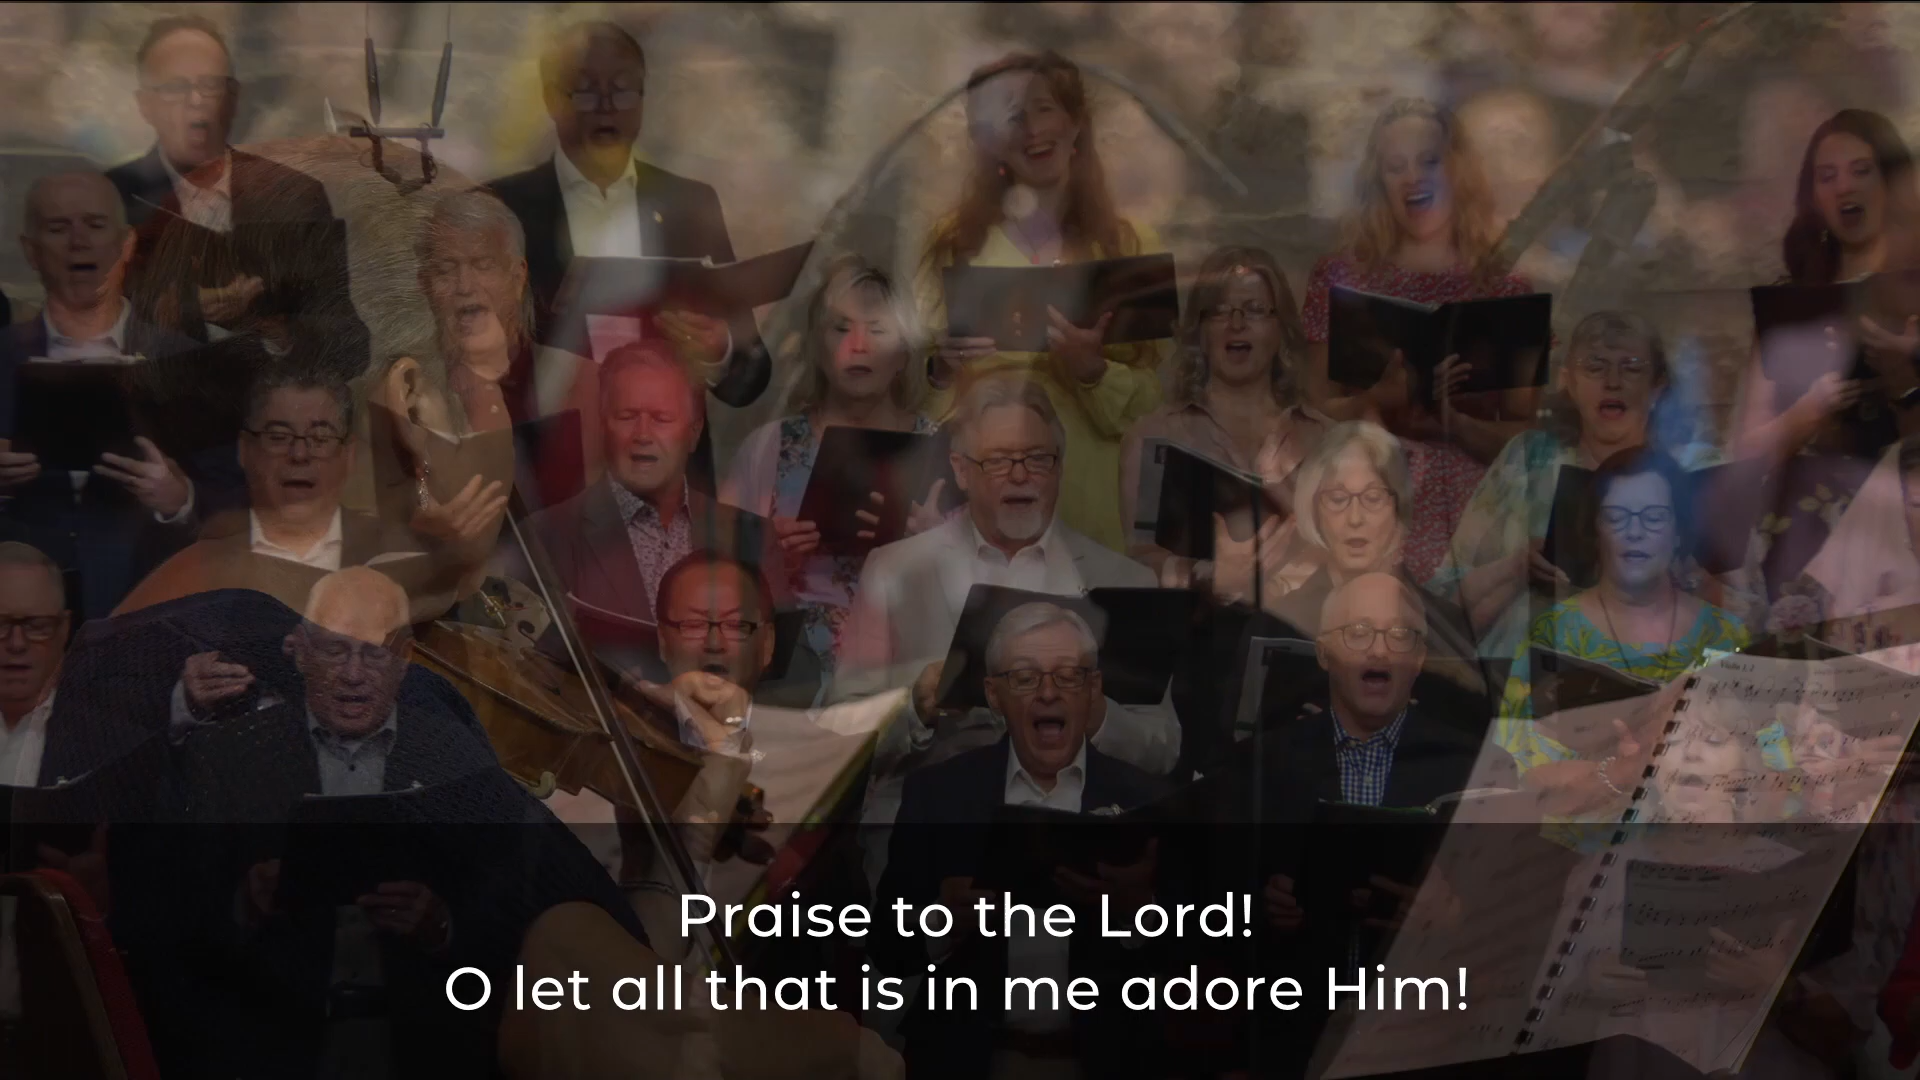 Praise to the Lord!
O let all that is in me adore Him!